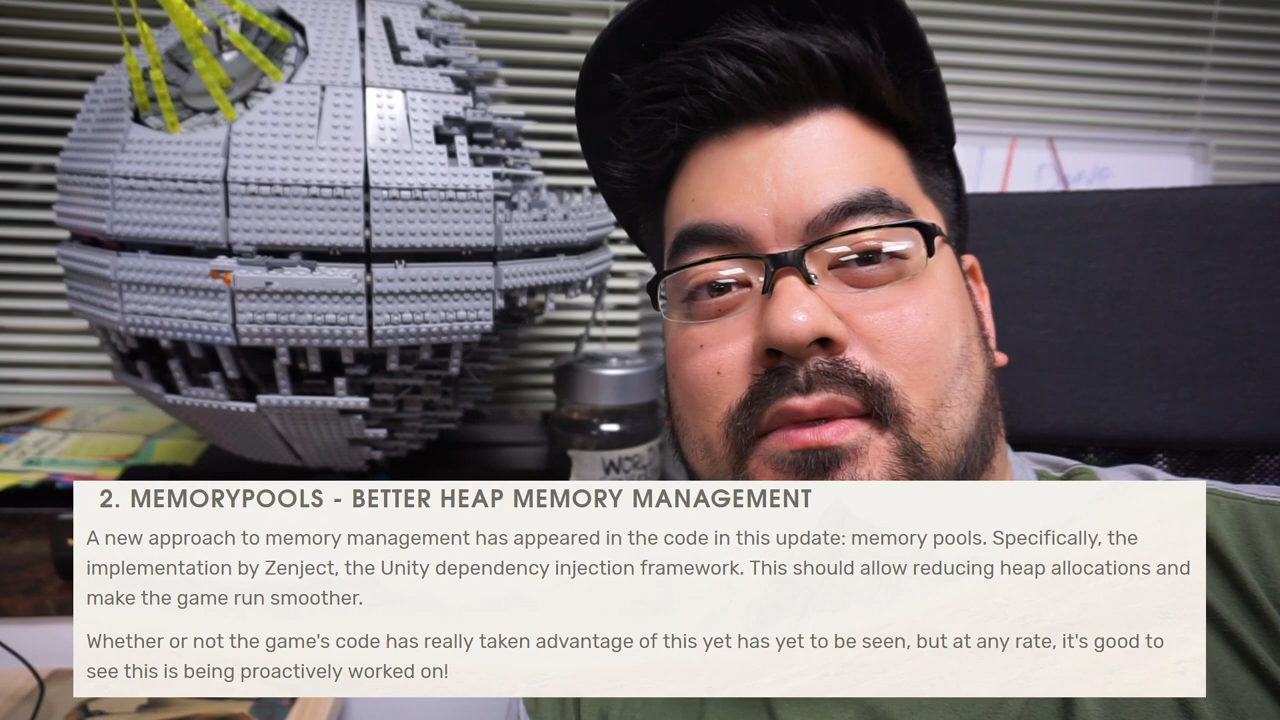 WORL
2. MEMORYPOOLS - BETTER HEAP MEMORY MANAGEMENT
A new approach to memory management has appeared in the code in this update: memory pools. Specifically, the
implementation by Zenject, the Unity dependency injection framework. This should allow reducing heap allocations and
make the game run smoother.
Whether or not the game's code has really taken advantage of this yet has yet to be seen, but at any rate, it's good to
see this is being proactively worked on!